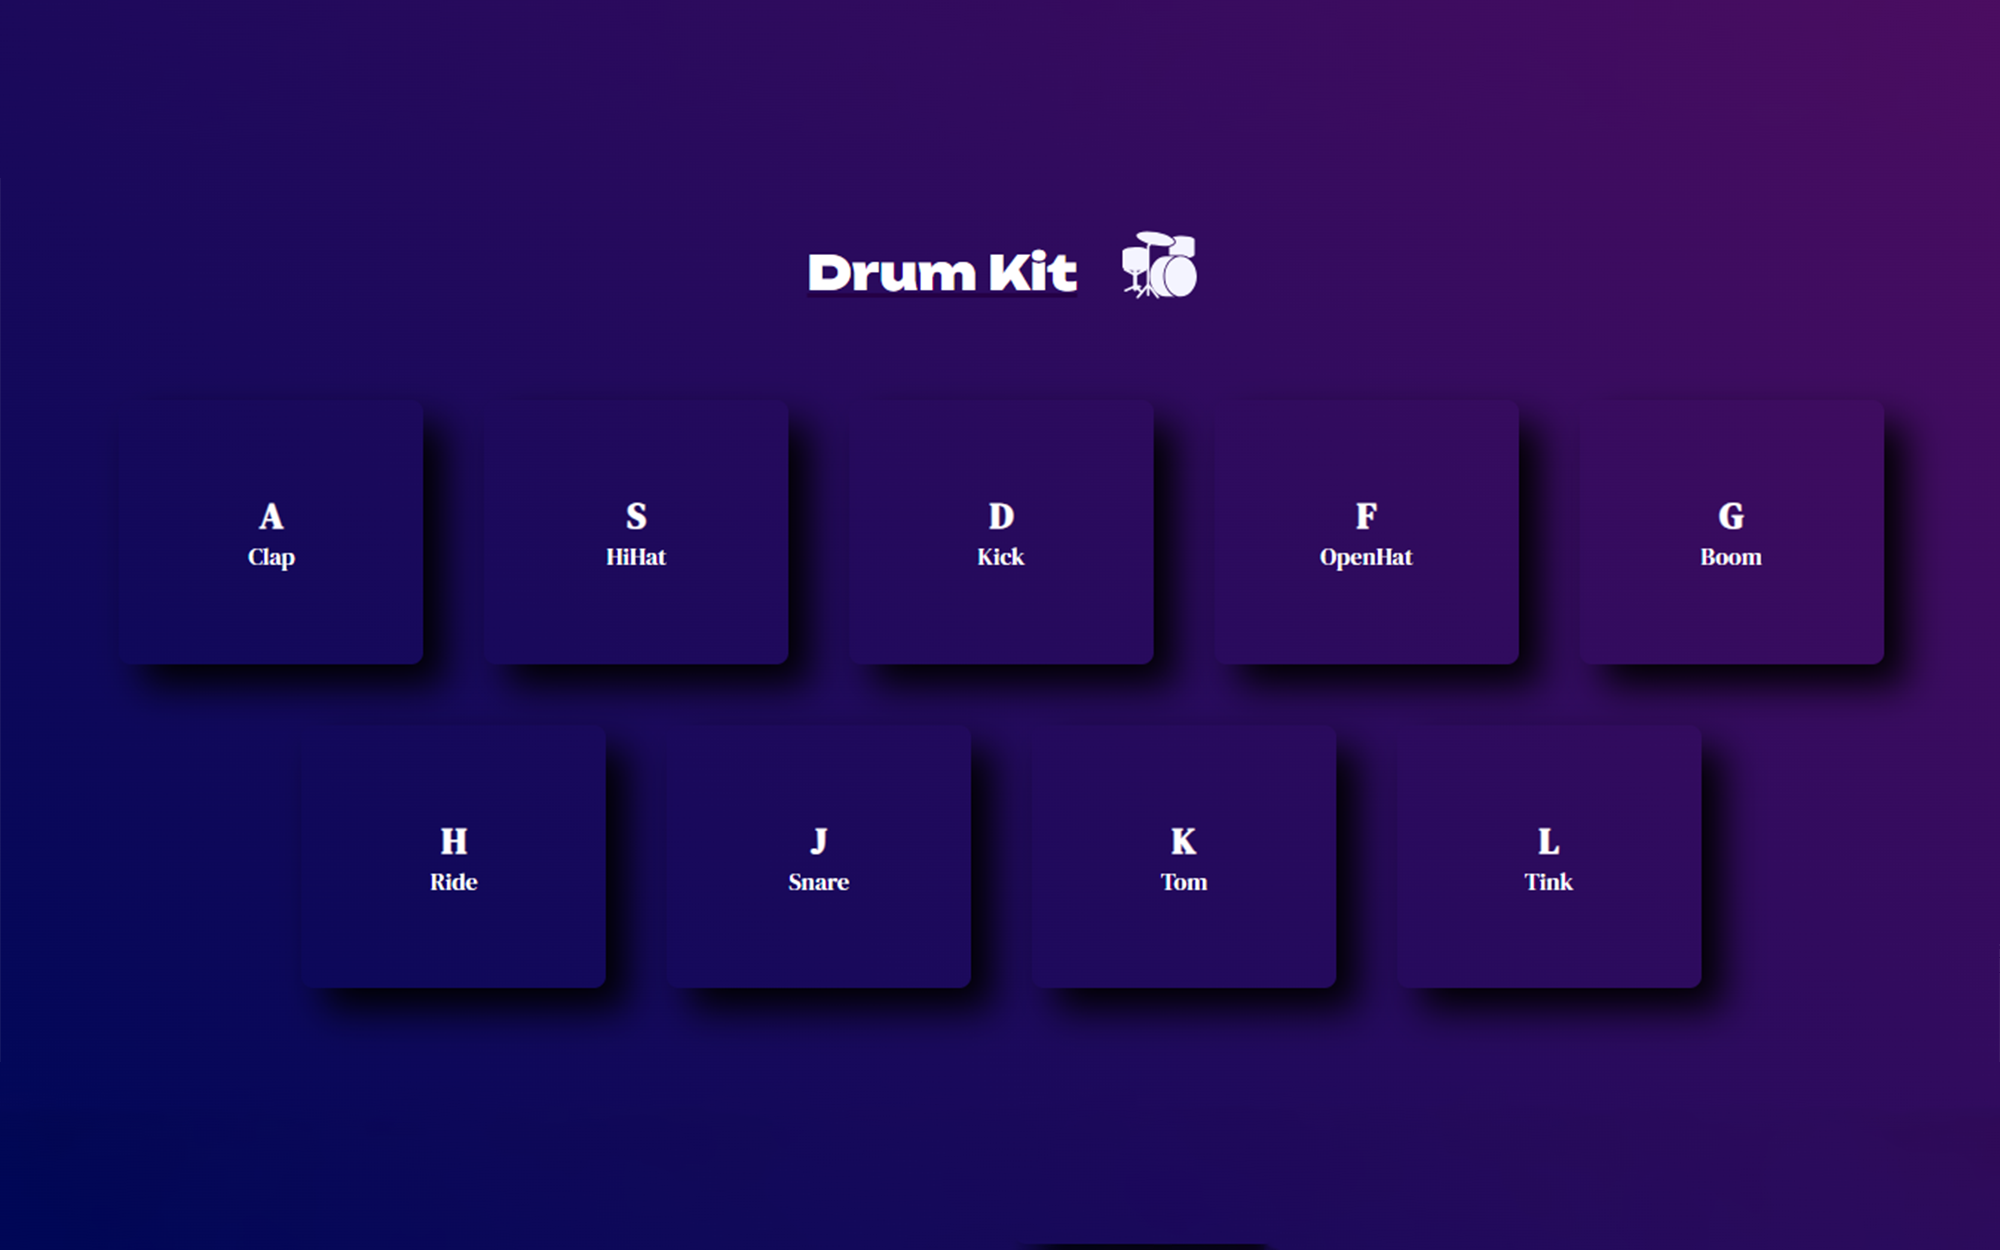 Drum Kit
A
Clap
S
HiHat
D
Kick
F
OpenHat
G
Boom
H
Ride
J
Snare
K
Tom
L
Tink